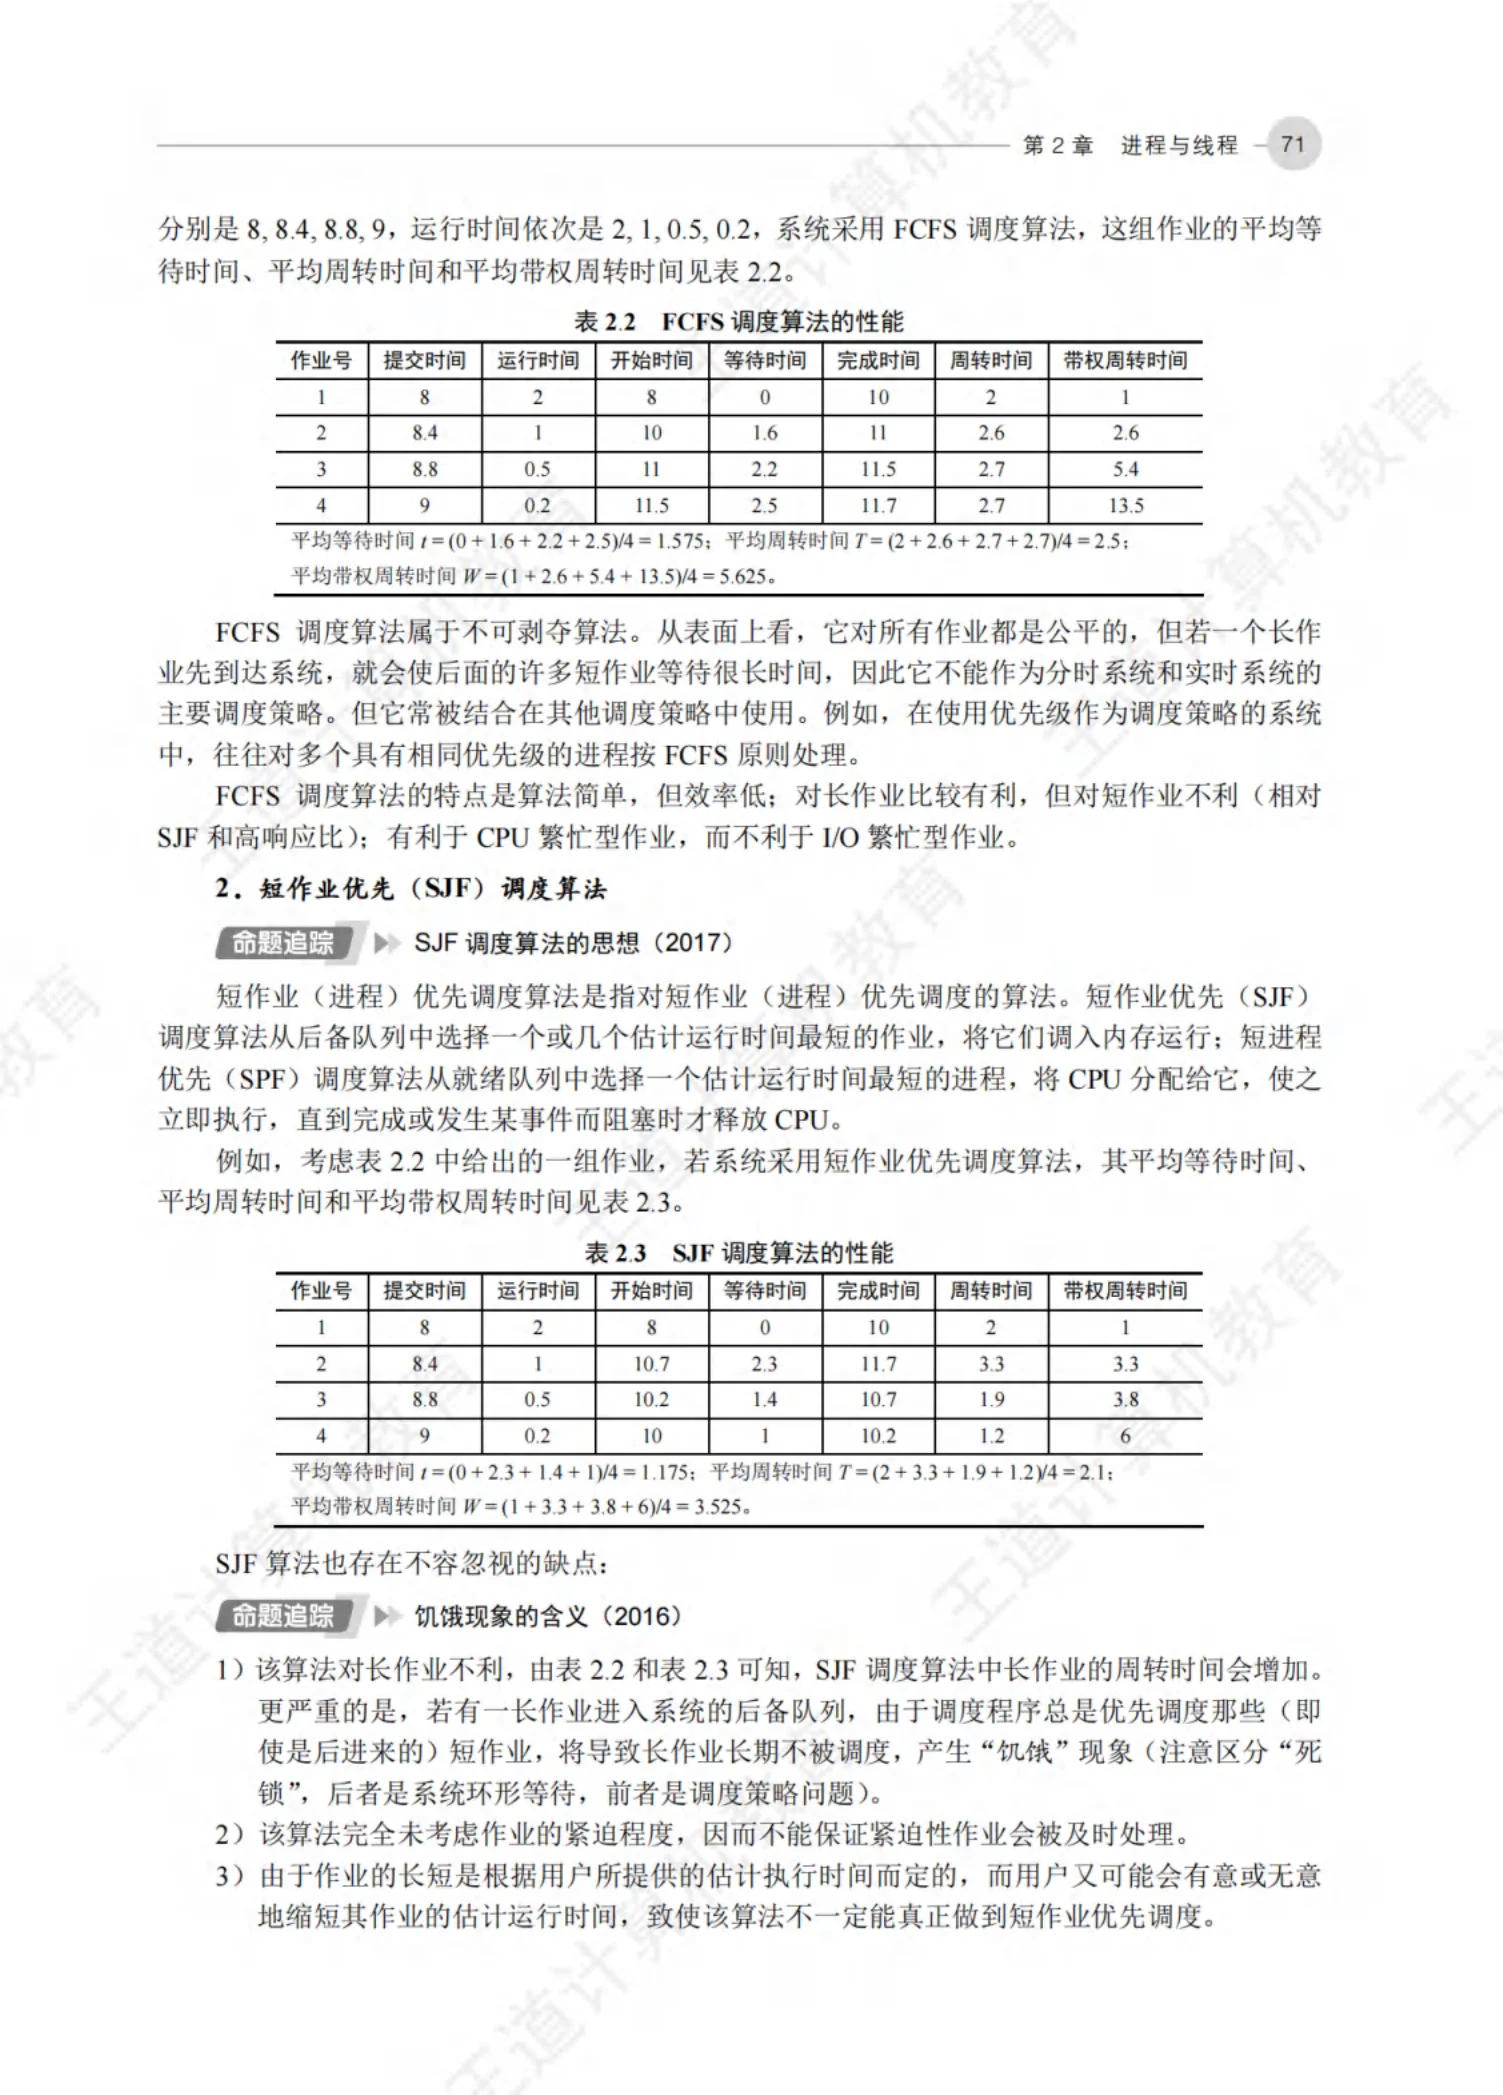 第 2 章 进程与线程 71
分别是 8, 8.4, 8.8, 9，运行时间依次是 2, 1, 0.5, 0.2，系统采用 FCFS 调度算法，这组作业的平均等
待时间、平均周转时间和平均带权周转时间见表 2.2。
表 2.2 FCFS 调度算法的性能
作业号 提交时间 运行时间 开始时间 等待时间 完成时间 周转时间 带权周转时间
1 8 2 8 0 10 2 1
2 8.4 1 10 1.6 11 2.6 2.6
3 8.8 0.5 11 2.2 11.5 2.7 5.4
4 9 0.2 11.5 2.5 11.7 2.7 13.5
平均等待时间 t = (0 + 1.6 + 2.2 + 2.5)/4 = 1.575；平均周转时间 T = (2 + 2.6 + 2.7 + 2.7)/4 = 2.5；
平均带权周转时间 W = (1 + 2.6 + 5.4 + 13.5)/4 = 5.625。
FCFS 调度算法属于不可剥夺算法。从表面上看，它对所有作业都是公平的，但若一个长作
业先到达系统，就会使后面的许多短作业等待很长时间，因此它不能作为分时系统和实时系统的
主要调度策略。但它常被结合在其他调度策略中使用。例如，在使用优先级作为调度策略的系统
中，往往对多个具有相同优先级的进程按 FCFS 原则处理。
FCFS 调度算法的特点是算法简单，但效率低；对长作业比较有利，但对短作业不利（相对
SJF 和高响应比）；有利于 CPU 繁忙型作业，而不利于 I/O 繁忙型作业。
2．短作业优先（SJF）调度算法
命题追踪 SJF 调度算法的思想（2017）
短作业（进程）优先调度算法是指对短作业（进程）优先调度的算法。短作业优先（SJF）
调度算法从后备队列中选择一个或几个估计运行时间最短的作业，将它们调入内存运行；短进程
优先（SPF）调度算法从就绪队列中选择一个估计运行时间最短的进程，将 CPU 分配给它，使之
立即执行，直到完成或发生某事件而阻塞时才释放 CPU。
例如，考虑表 2.2 中给出的一组作业，若系统采用短作业优先调度算法，其平均等待时间、
平均周转时间和平均带权周转时间见表 2.3。
表 2.3 SJF 调度算法的性能
作业号 提交时间 运行时间 开始时间 等待时间 完成时间 周转时间 带权周转时间
1 8 2 8 0 10 2 1
2 8.4 1 10.7 2.3 11.7 3.3 3.3
3 8.8 0.5 10.2 1.4 10.7 1.9 3.8
4 9 0.2 10 1 10.2 1.2 6
平均等待时间 t = (0 + 2.3 + 1.4 + 1)/4 = 1.175；平均周转时间 T = (2 + 3.3 + 1.9 + 1.2)/4 = 2.1；
平均带权周转时间 W = (1 + 3.3 + 3.8 + 6)/4 = 3.525。
SJF 算法也存在不容忽视的缺点：
命题追踪 饥饿现象的含义（2016）
1）该算法对长作业不利，由表 2.2 和表 2.3 可知，SJF 调度算法中长作业的周转时间会增加。
更严重的是，若有一长作业进入系统的后备队列，由于调度程序总是优先调度那些（即
使是后进来的）短作业，将导致长作业长期不被调度，产生“饥饿”现象（注意区分“死
锁”，后者是系统环形等待，前者是调度策略问题）。
2）该算法完全未考虑作业的紧迫程度，因而不能保证紧迫性作业会被及时处理。
3）由于作业的长短是根据用户所提供的估计执行时间而定的，而用户又可能会有意或无意
地缩短其作业的估计运行时间，致使该算法不一定能真正做到短作业优先调度。
王道计算机教育